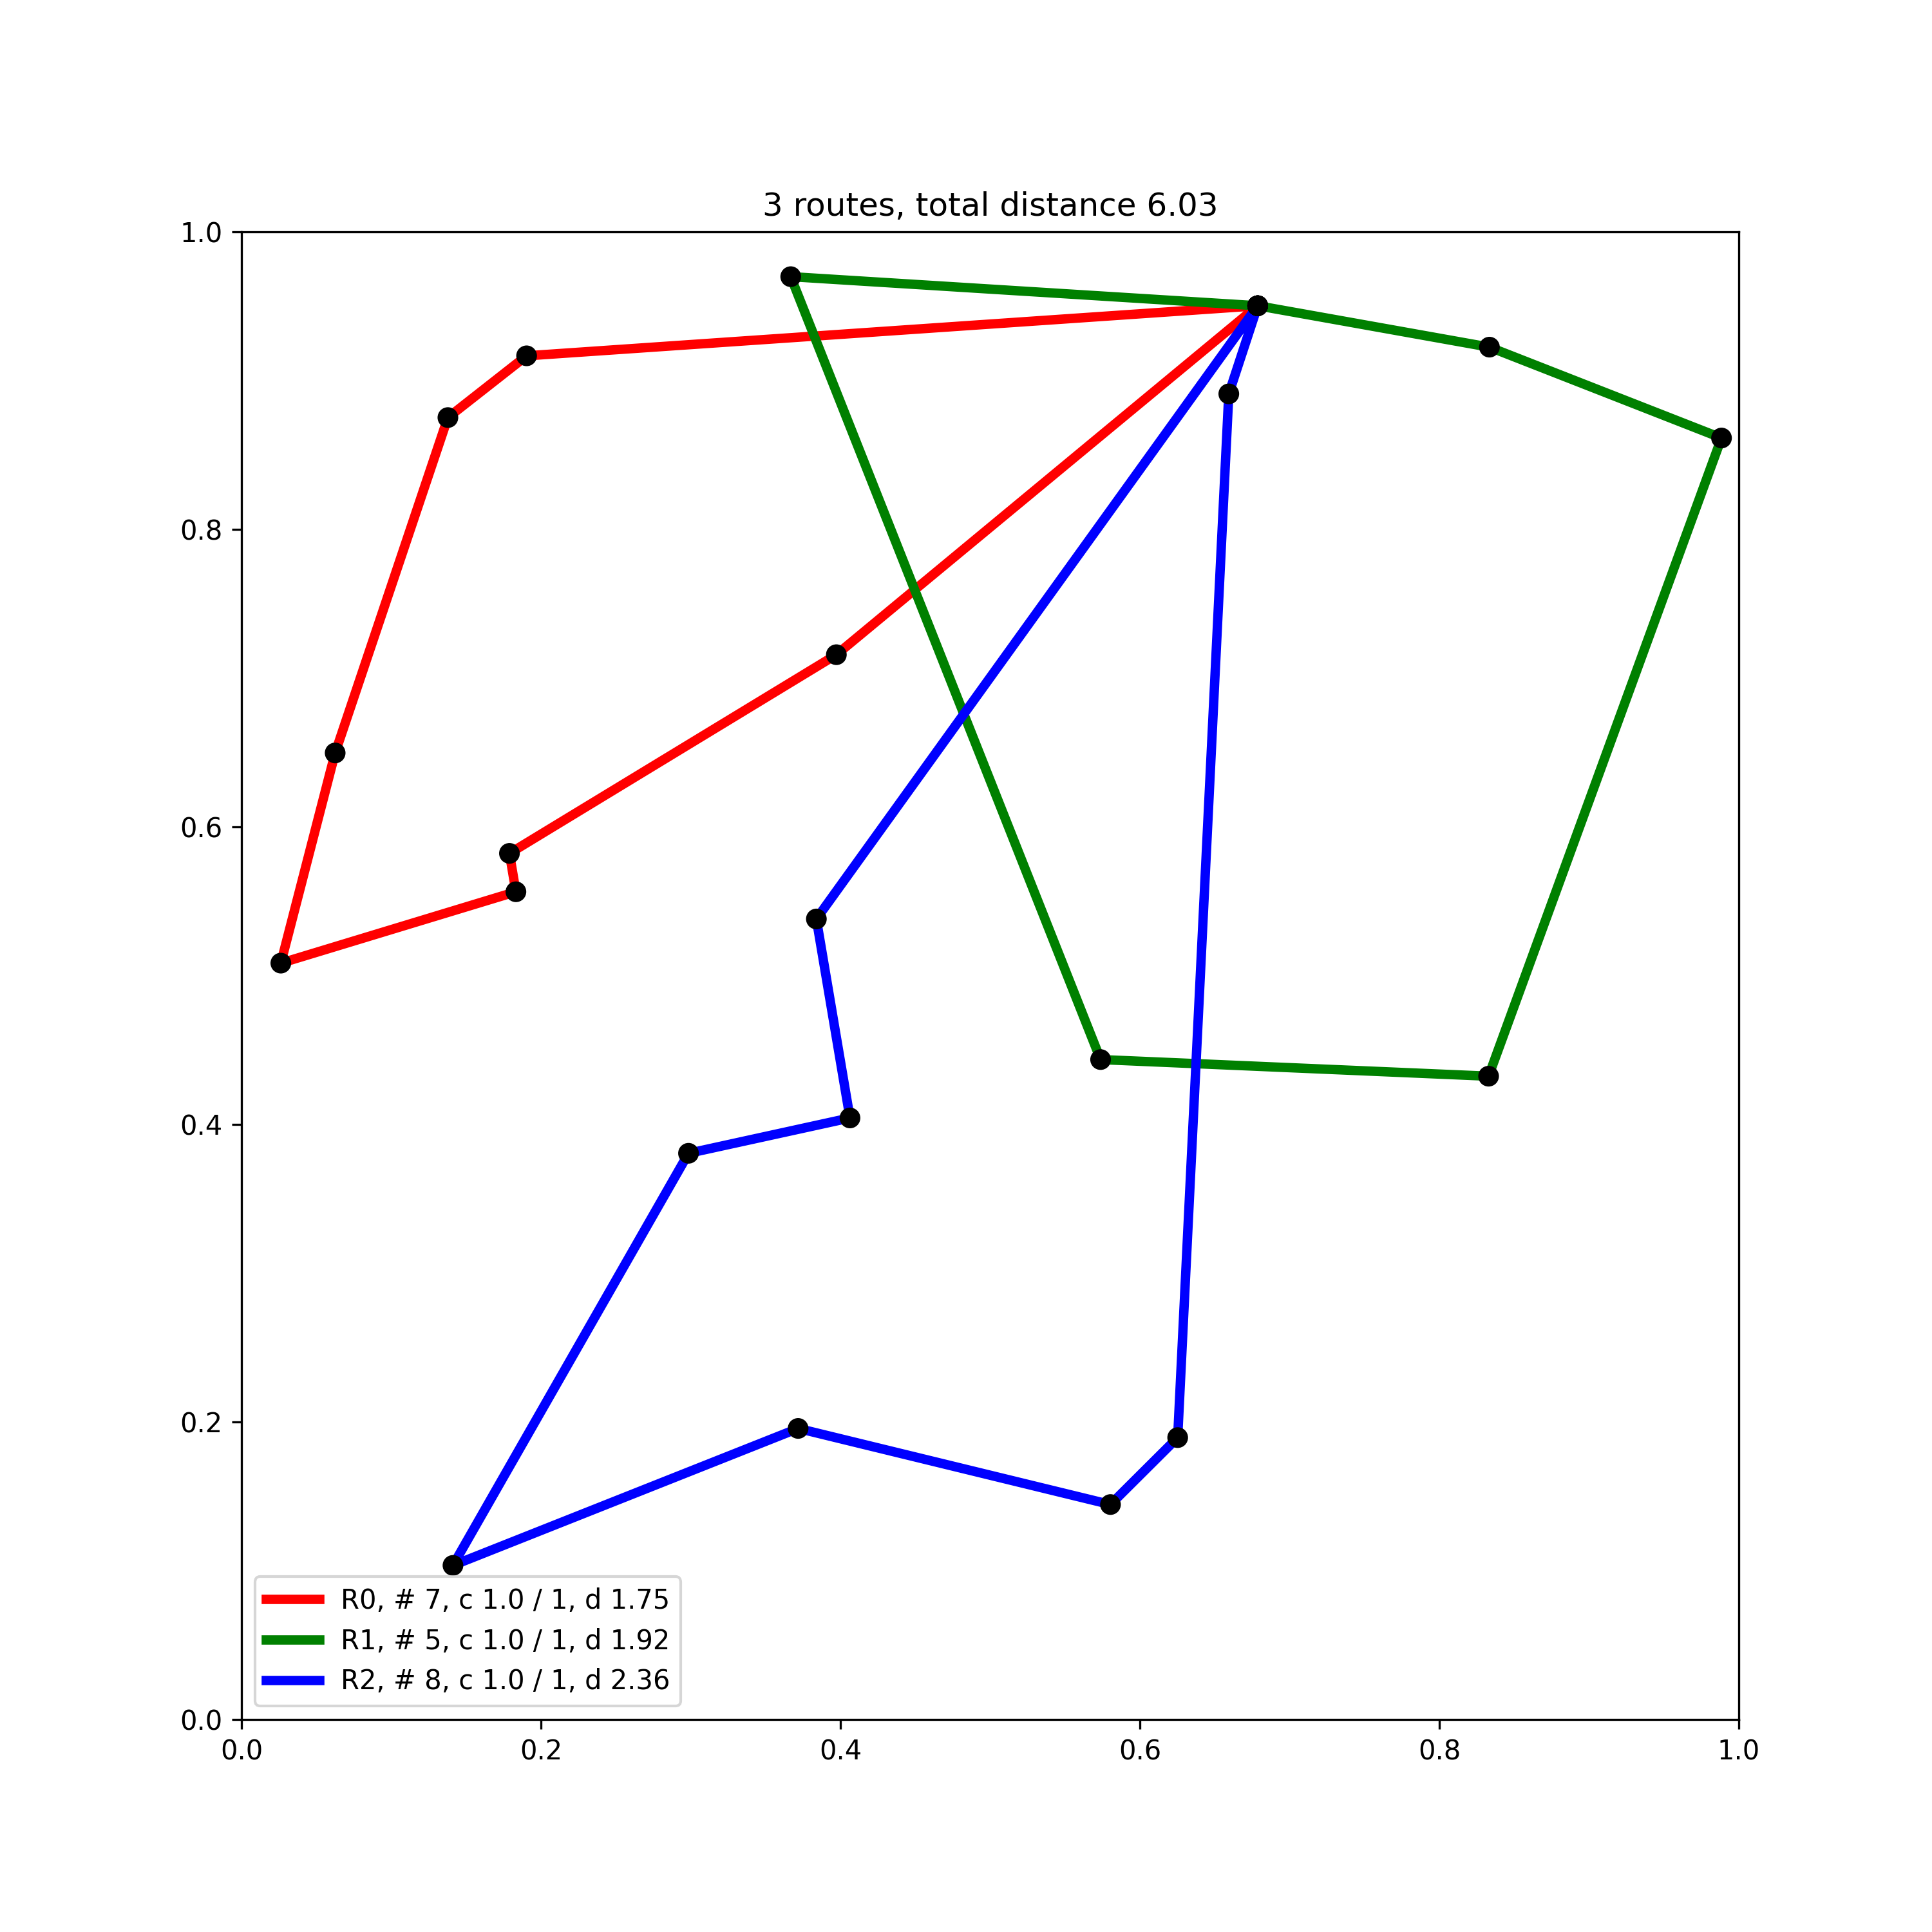 3 routes, total distance 6.03
1.0
0.8
0.6
0.4
0.2
0.0
R0, # 7, c 1.0 / 1, d 1.75
R1, # 5, c 1.0 / 1, d 1.92
R2, # 8, c 1.0 / 1, d 2.36
0.0 0.2 0.4 0.6 0.8 1.0